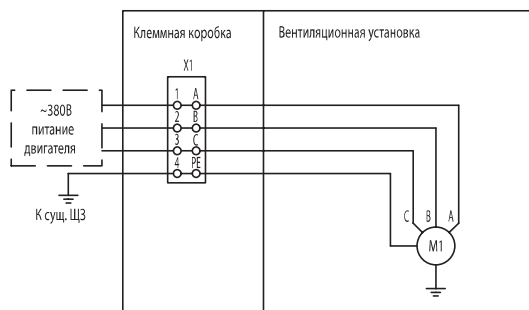 Клеммная коробка
Вентиляционная установка
X1
~380В
питание
двигателя
1 A
2 B
3 C
4 PE
К сущ. ЩЗ
C B A
M1